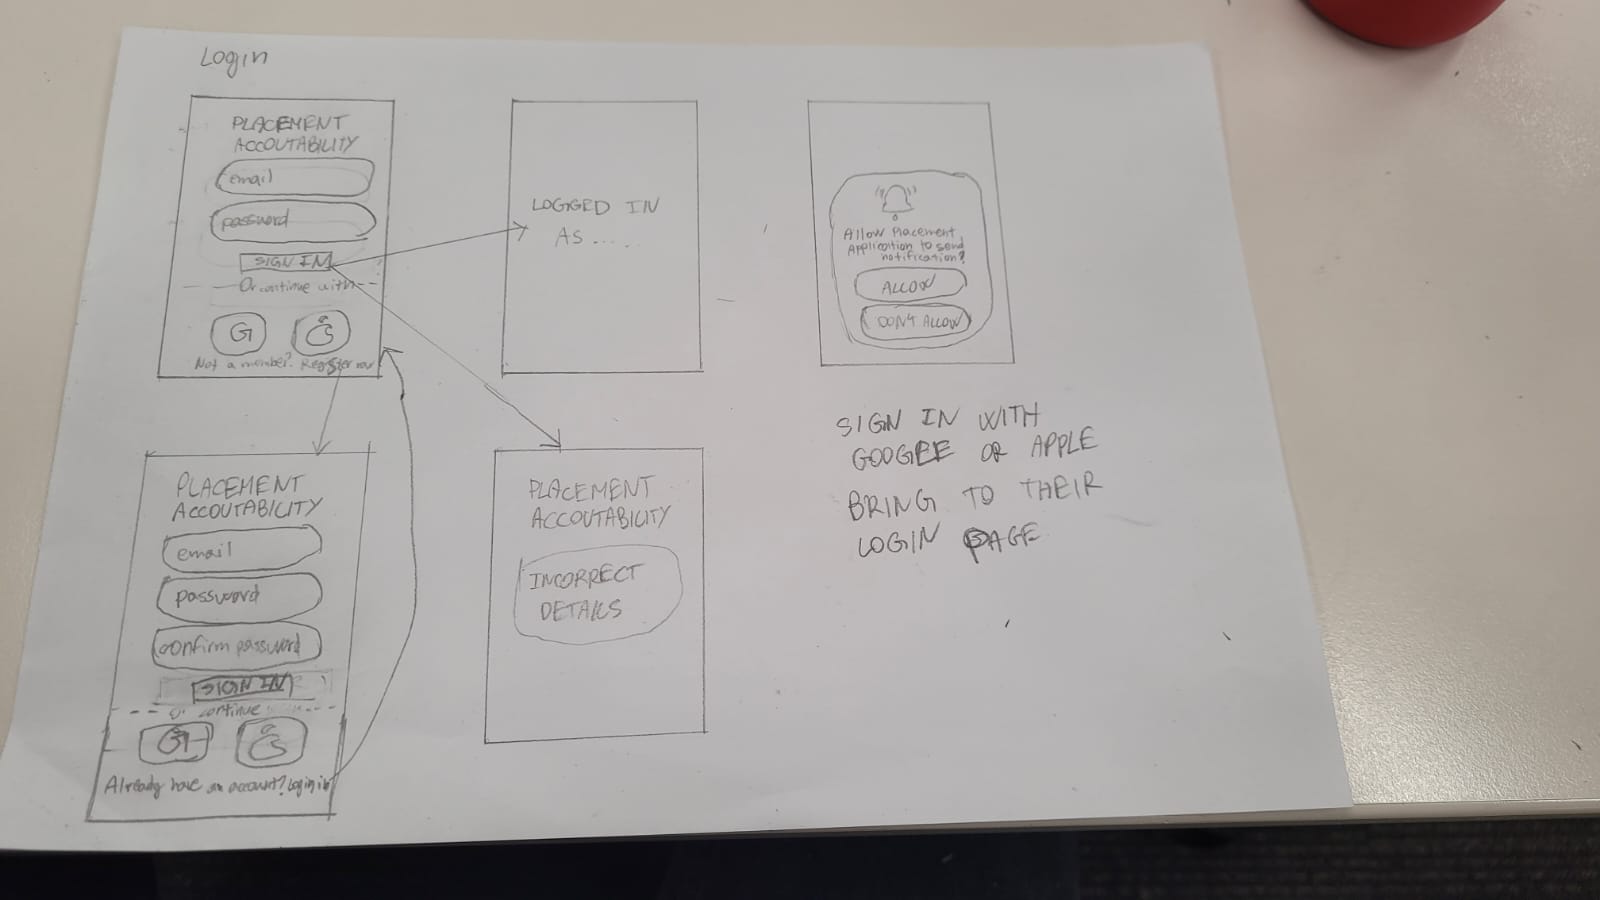 Login
PLACEMENT
ACCOUTABILITY
email
password
SIGN IN
Or continue with
G
Not a member? Register now
LOGGED IN
AS .....
Allow Placement
Application to send
notification?
ALLOW
DON'T ALLOW
PLACEMENT
ACCOUTABILITY
email
password
confirm password
SIGN IN
or continue
G
Already have an account? Login in
PLACEMENT
ACCOUTABILITY
INCORRECT
DETAILS
SIGN IN WITH
GOOGLE OR APPLE
BRING TO THEIR
LOGIN PAGE